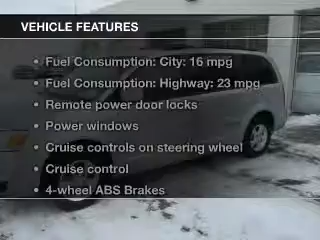 VEHICLE FEATURES
• Fuel Consumption: City: 16 mpg
• Fuel Consumption: Highway: 23 mpg
• Remote power door locks
• Power windows
• Cruise controls on steering wheel
• Cruise control
• 4-wheel ABS Brakes